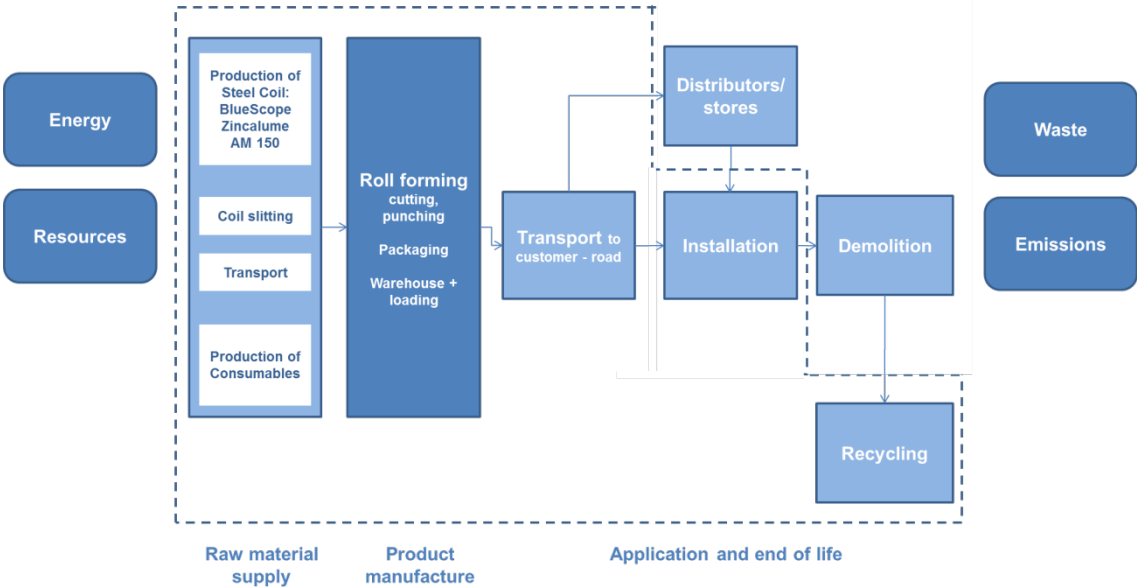 Energy
Resources
Production of
Steel Coil:
BlueScope
Zincalume
AM 150
Coil slitting
Transport
Production of
Consumables
Roll forming
cutting,
punching
Packaging
Warehouse +
loading
Transport to
customer - road
Distributors/
stores
Installation
Demolition
Recycling
Waste
Emissions
Raw material
supply
Product
manufacture
Application and end of life